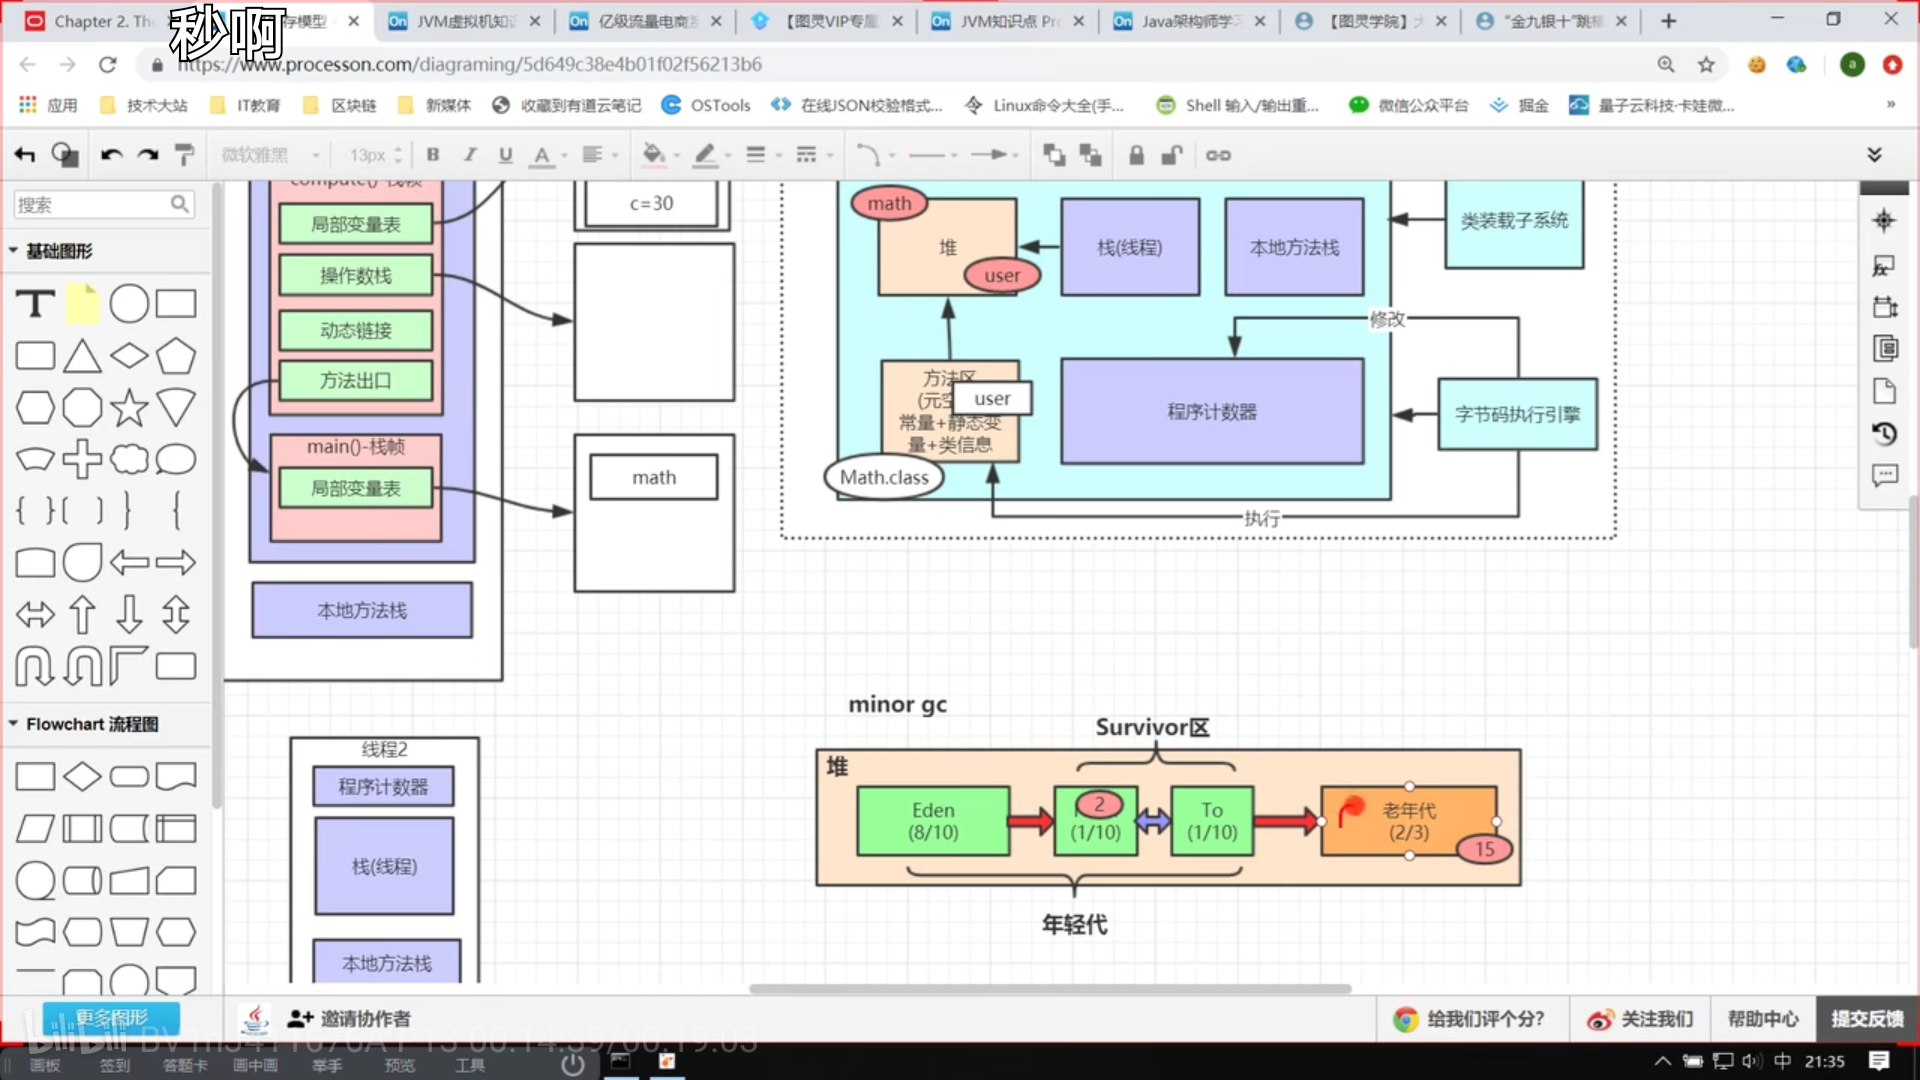 Chapter 2. The
存模型
JVM虚拟机知识
亿级流量电商系
【图灵VIP专属
JVM知识点 Pro
Java架构师学习
【图灵学院】大
“金九银十”跳槽
秒啊
https://www.processon.com/diagraming/5d649c38e4b01f02f56213b6
a
应用
技术大站
IT教育
区块链
新媒体
收藏到有道云笔记
OSTools
在线JSON校验格式...
Linux命令大全(手...
Shell 输入/输出重...
微信公众平台
掘金
量子云科技·卡娃微...
微软雅黑
13px
B
I
U
A
搜索
基础图形
Flowchart 流程图
更多图形
compute()-栈帧
局部变量表
操作数栈
动态链接
方法出口
main()-栈帧
局部变量表
本地方法栈
c=30
math
math
堆
user
栈(线程)
本地方法栈
类装载子系统
修改
方法区
(元空
常量+静态变
量+类信息
user
程序计数器
字节码执行引擎
Math.class
执行
线程2
程序计数器
栈(线程)
本地方法栈
minor gc
Survivor区
堆
Eden
(8/10)
2
(1/10)
To
(1/10)
老年代
(2/3)
15
年轻代
邀请协作者
给我们评个分?
关注我们
帮助中心
提交反馈
bilibili
画板
签到
答题卡
画中画
举手
预览
工具
中
21:35